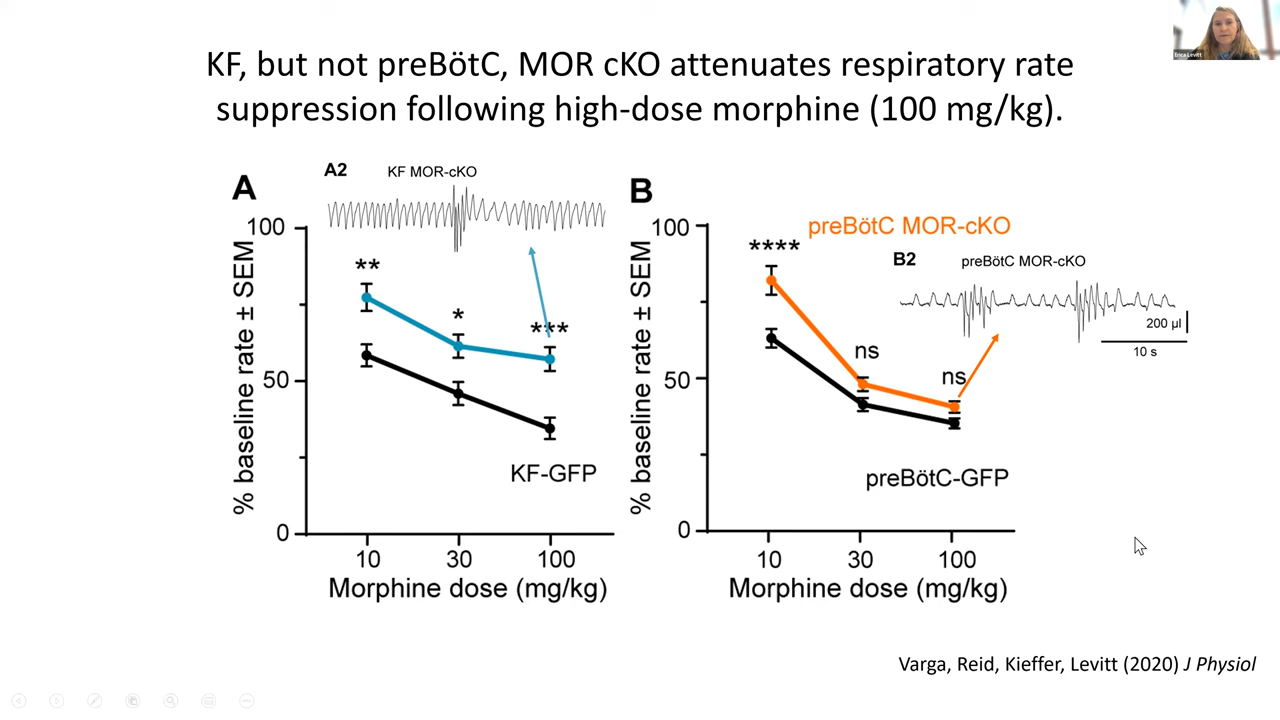 KF, but not preBötC, MOR cKO attenuates respiratory rate
suppression following high-dose morphine (100 mg/kg).
Erica Levitt
A
A2
KF MOR-cKO
% baseline rate ± SEM
100
50
0
**
*
***
KF-GFP
10
30
100
Morphine dose (mg/kg)
B
preBötC MOR-cKO
B2
preBötC MOR-cKO
200 µl
10 s
% baseline rate ± SEM
100
50
0
****
ns
ns
preBötC-GFP
10
30
100
Morphine dose (mg/kg)
Varga, Reid, Kieffer, Levitt (2020) J Physiol